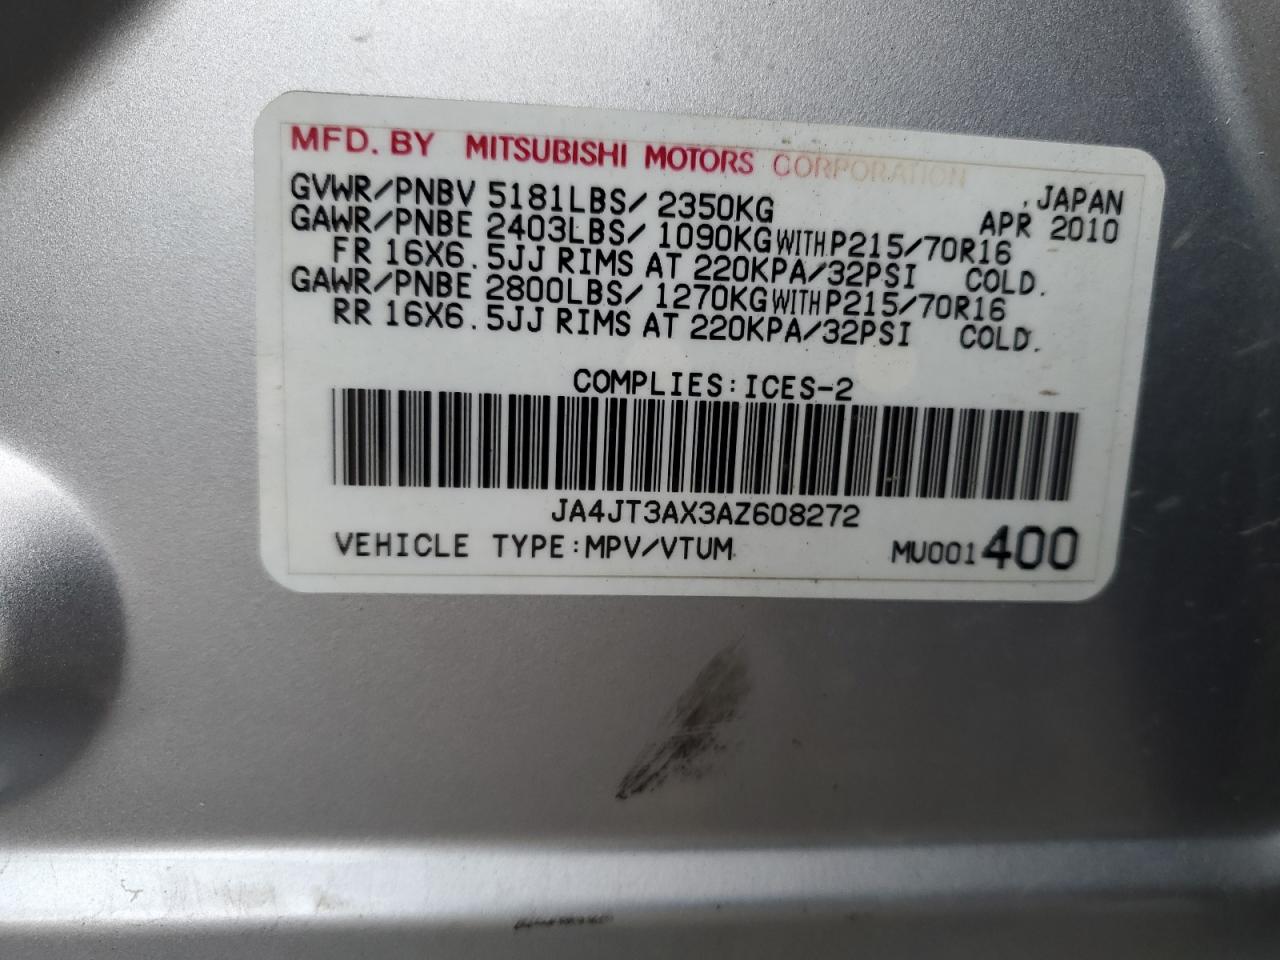 MFD. BY MITSUBISHI MOTORS CORPORATION
GVWR/PNBV 5181LBS/ 2350KG JAPAN
GAWR/PNBE 2403LBS/ 1090KG WITH P215/70R16 APR 2010
FR 16X6.5JJ RIMS AT 220KPA/32PSI COLD.
GAWR/PNBE 2800LBS/ 1270KG WITH P215/70R16
RR 16X6.5JJ RIMS AT 220KPA/32PSI COLD.
COMPLIES:ICES-2
JA4JT3AX3AZ608272
VEHICLE TYPE:MPV/VTUM MU001400